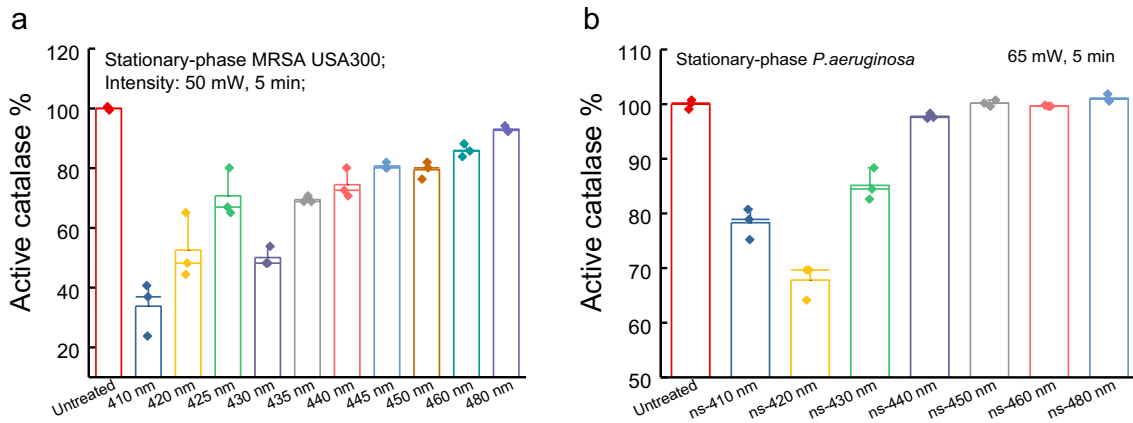 a
Active catalase %
120
100
80
60
40
20
Stationary-phase MRSA USA300;
Intensity: 50 mW, 5 min;
Untreated
410 nm
420 nm
425 nm
430 nm
435 nm
440 nm
445 nm
450 nm
460 nm
480 nm
b
Active catalase %
110
100
90
80
70
60
50
Stationary-phase P.aeruginosa
65 mW, 5 min
Untreated
ns-410 nm
ns-420 nm
ns-430 nm
ns-440 nm
ns-450 nm
ns-460 nm
ns-480 nm